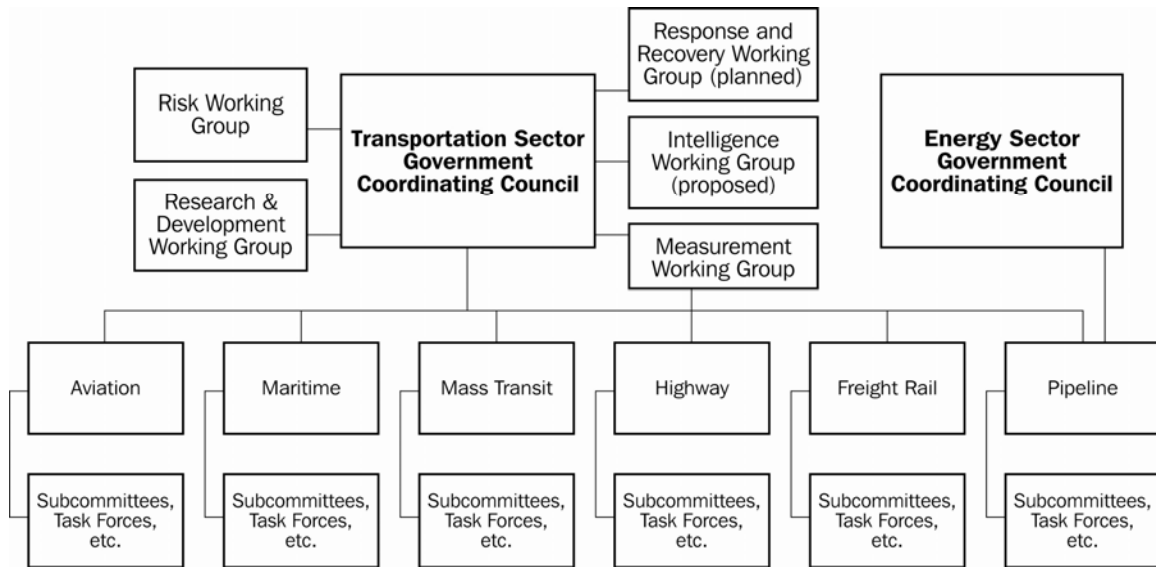 Response and
Recovery Working
Group (planned)
Risk Working
Group
Transportation Sector
Government
Coordinating Council
Intelligence
Working Group
(proposed)
Energy Sector
Government
Coordinating Council
Research &
Development
Working Group
Measurement
Working Group
Aviation
Maritime
Mass Transit
Highway
Freight Rail
Pipeline
Subcommittees,
Task Forces,
etc.
Subcommittees,
Task Forces,
etc.
Subcommittees,
Task Forces,
etc.
Subcommittees,
Task Forces,
etc.
Subcommittees,
Task Forces,
etc.
Subcommittees,
Task Forces,
etc.